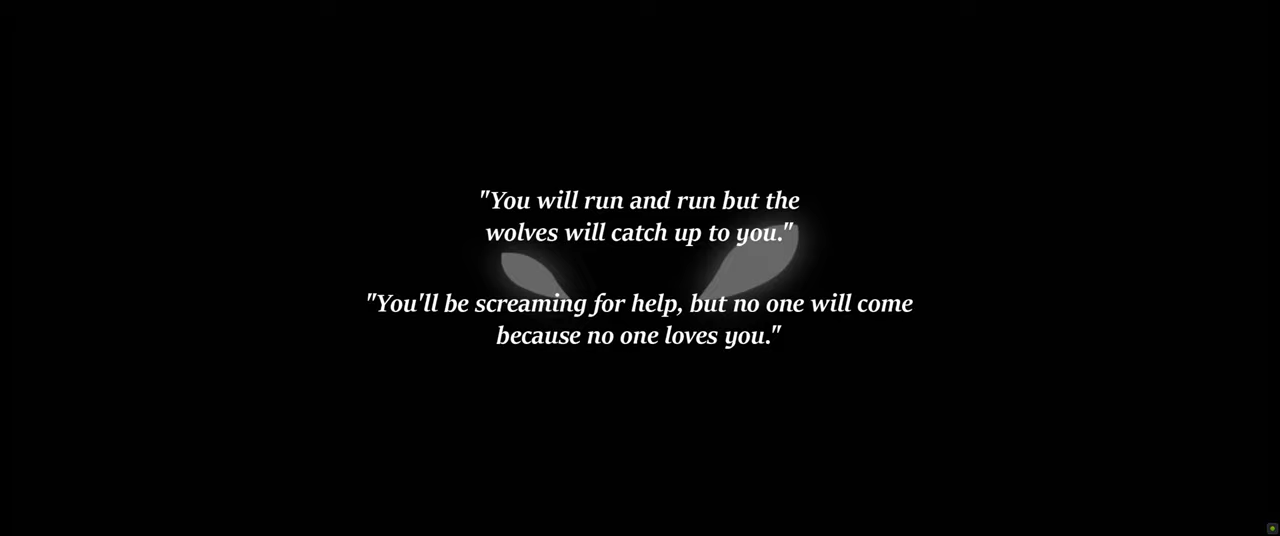 "You will run and run but the
wolves will catch up to you."
"You'll be screaming for help, but no one will come
because no one loves you."